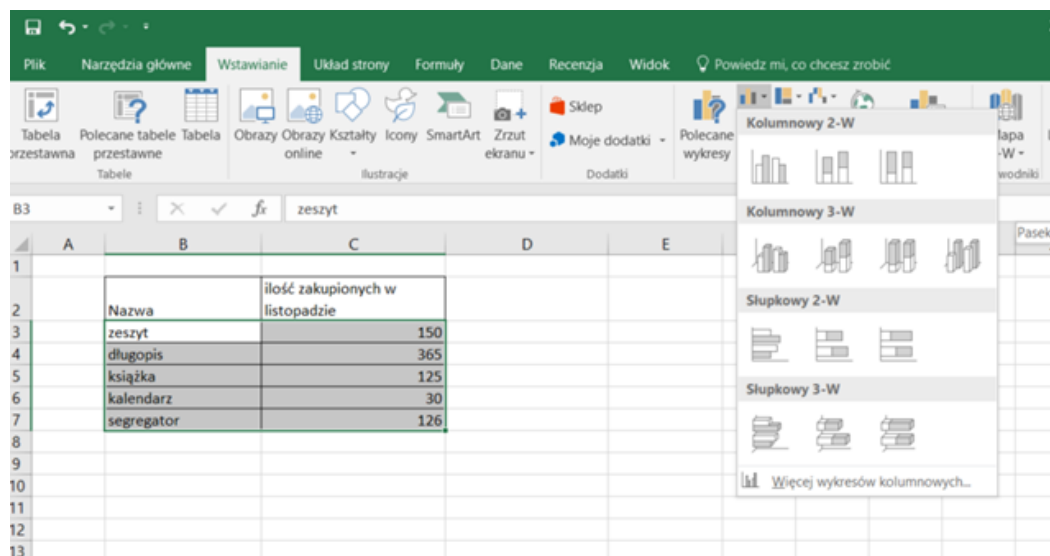 Plik Narzędzia główne Wstawianie Układ strony Formuły Dane Recenzja Widok Powiedz mi, co chcesz zrobić
Tabela
przestawna
Polecane tabele
przestawne
Tabela
Tabele
Obrazy
Obrazy
online
Kształty
Ikony
SmartArt
Zrzut
ekranu
Ilustracje
Sklep
Moje dodatki
Dodatki
Polecane
wykresy
Kolumnowy 2-W
Kolumnowy 3-W
Słupkowy 2-W
Słupkowy 3-W
Więcej wykresów kolumnowych...
B3 fx zeszyt
Pasek
A B C D E
1
2 Nazwa ilość zakupionych w
listopadzie
3 zeszyt 150
4 długopis 365
5 książka 125
6 kalendarz 30
7 segregator 126
8
9
10
11
12
13